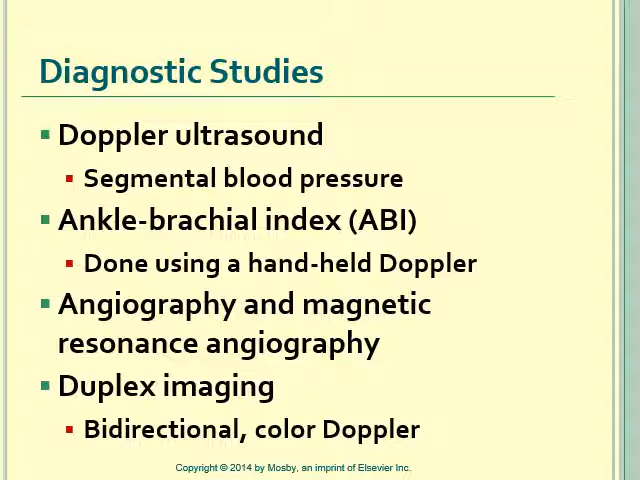 Diagnostic Studies
Doppler ultrasound
Segmental blood pressure
Ankle-brachial index (ABI)
Done using a hand-held Doppler
Angiography and magnetic
resonance angiography
Duplex imaging
Bidirectional, color Doppler
Copyright © 2014 by Mosby, an imprint of Elsevier Inc.